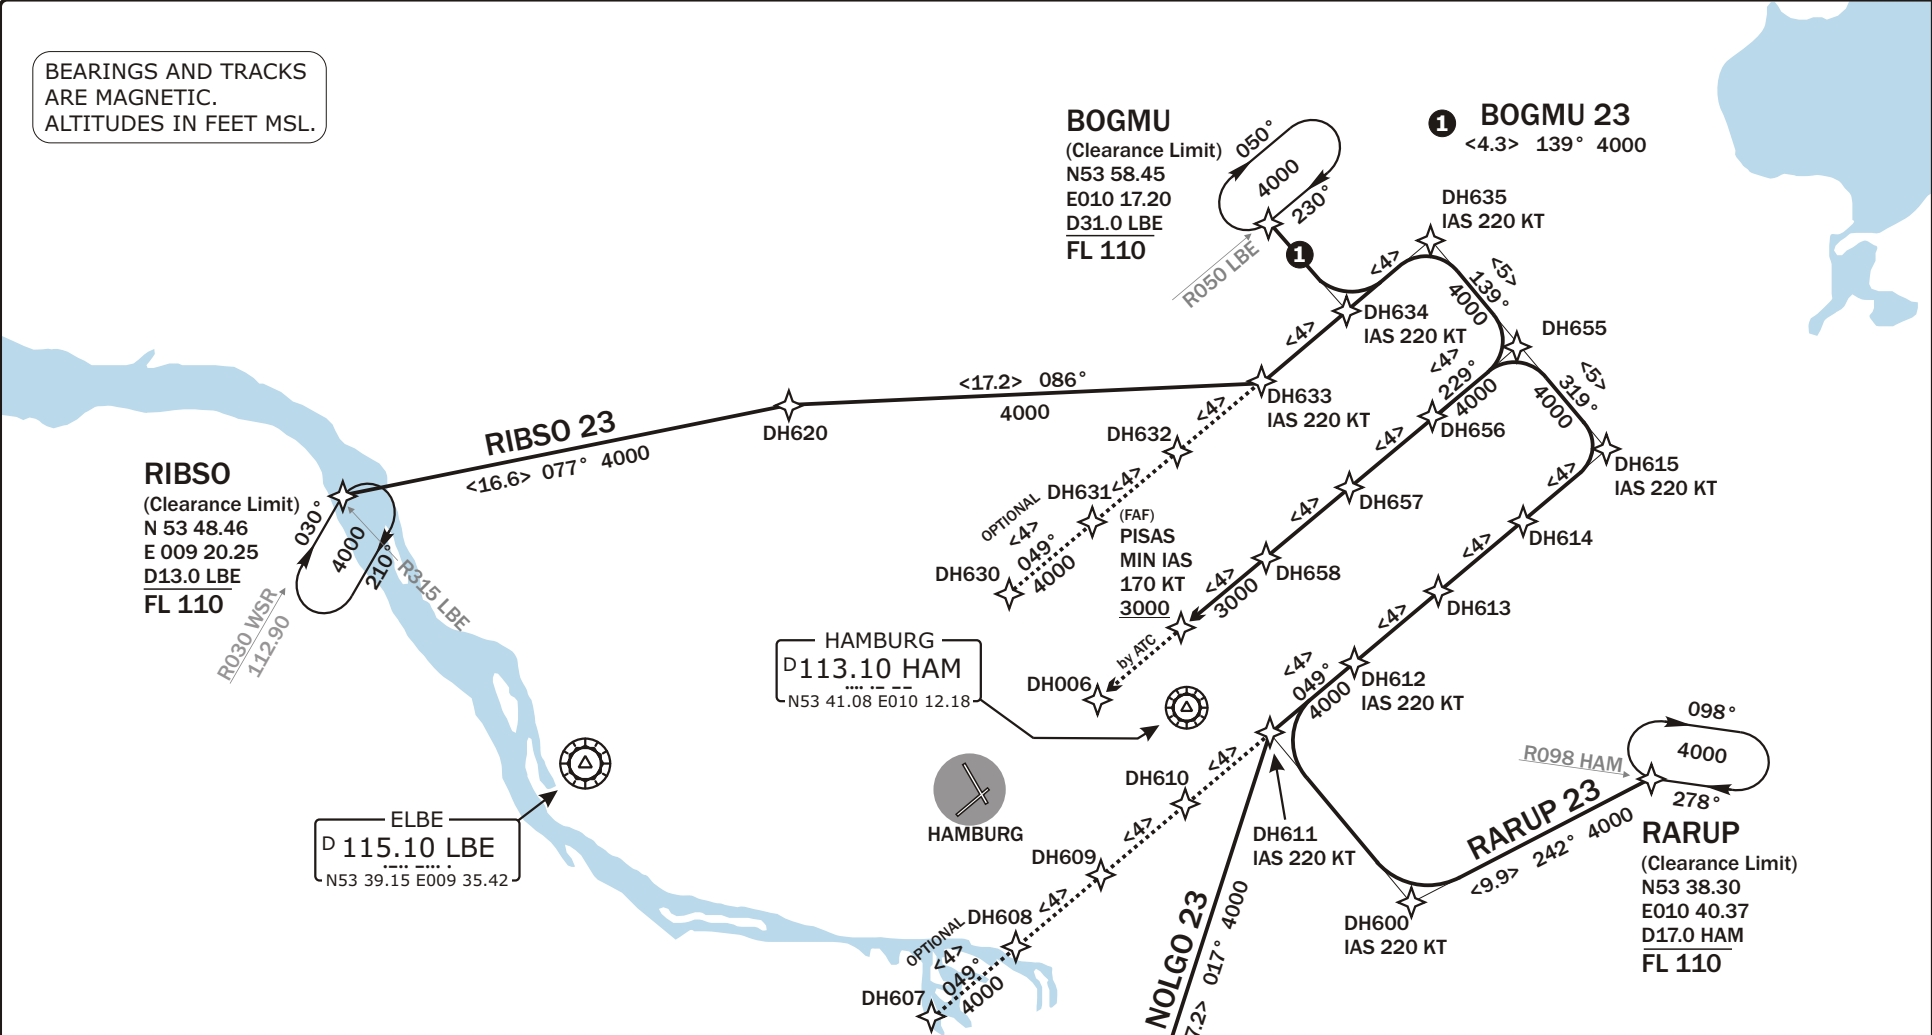 BEARINGS AND TRACKS
ARE MAGNETIC.
ALTITUDES IN FEET MSL.
BOGMU
(Clearance Limit)
N53 58.45
E010 17.20
D31.0 LBE
FL 110
050°
4000
230°
R050 LBE
1
1 BOGMU 23
<4.3> 139° 4000
DH635
IAS 220 KT
<4>
<5>
139°
4000
DH634
IAS 220 KT
<4>
DH655
<5>
319°
4000
<4>
229°
4000
DH633
IAS 220 KT
<17.2> 086°
4000
DH620
RIBSO 23
<16.6> 077° 4000
RIBSO
(Clearance Limit)
N 53 48.46
E 009 20.25
D13.0 LBE
FL 110
030°
4000
210°
R315 LBE
R030 WSR
112.90
<4>
DH632
<4>
DH631
OPTIONAL
<4>
049°
4000
DH630
DH656
<4>
DH657
<4>
DH658
<4>
3000
(FAF)
PISAS
MIN IAS
170 KT
3000
by ATC
DH006
DH615
IAS 220 KT
<4>
DH614
<4>
DH613
<4>
DH612
IAS 220 KT
<4>
049°
4000
HAMBURG
D 113.10 HAM
N53 41.08 E010 12.18
HAMBURG
ELBE
D 115.10 LBE
N53 39.15 E009 35.42
DH611
IAS 220 KT
<4>
DH610
<4>
DH609
<4>
DH608
OPTIONAL
<4>
049°
4000
DH607
NOLGO 23
7.2> 017° 4000
DH600
IAS 220 KT
RARUP 23
<9.9> 242° 4000
R098 HAM
098°
4000
278°
RARUP
(Clearance Limit)
N53 38.30
E010 40.37
D17.0 HAM
FL 110